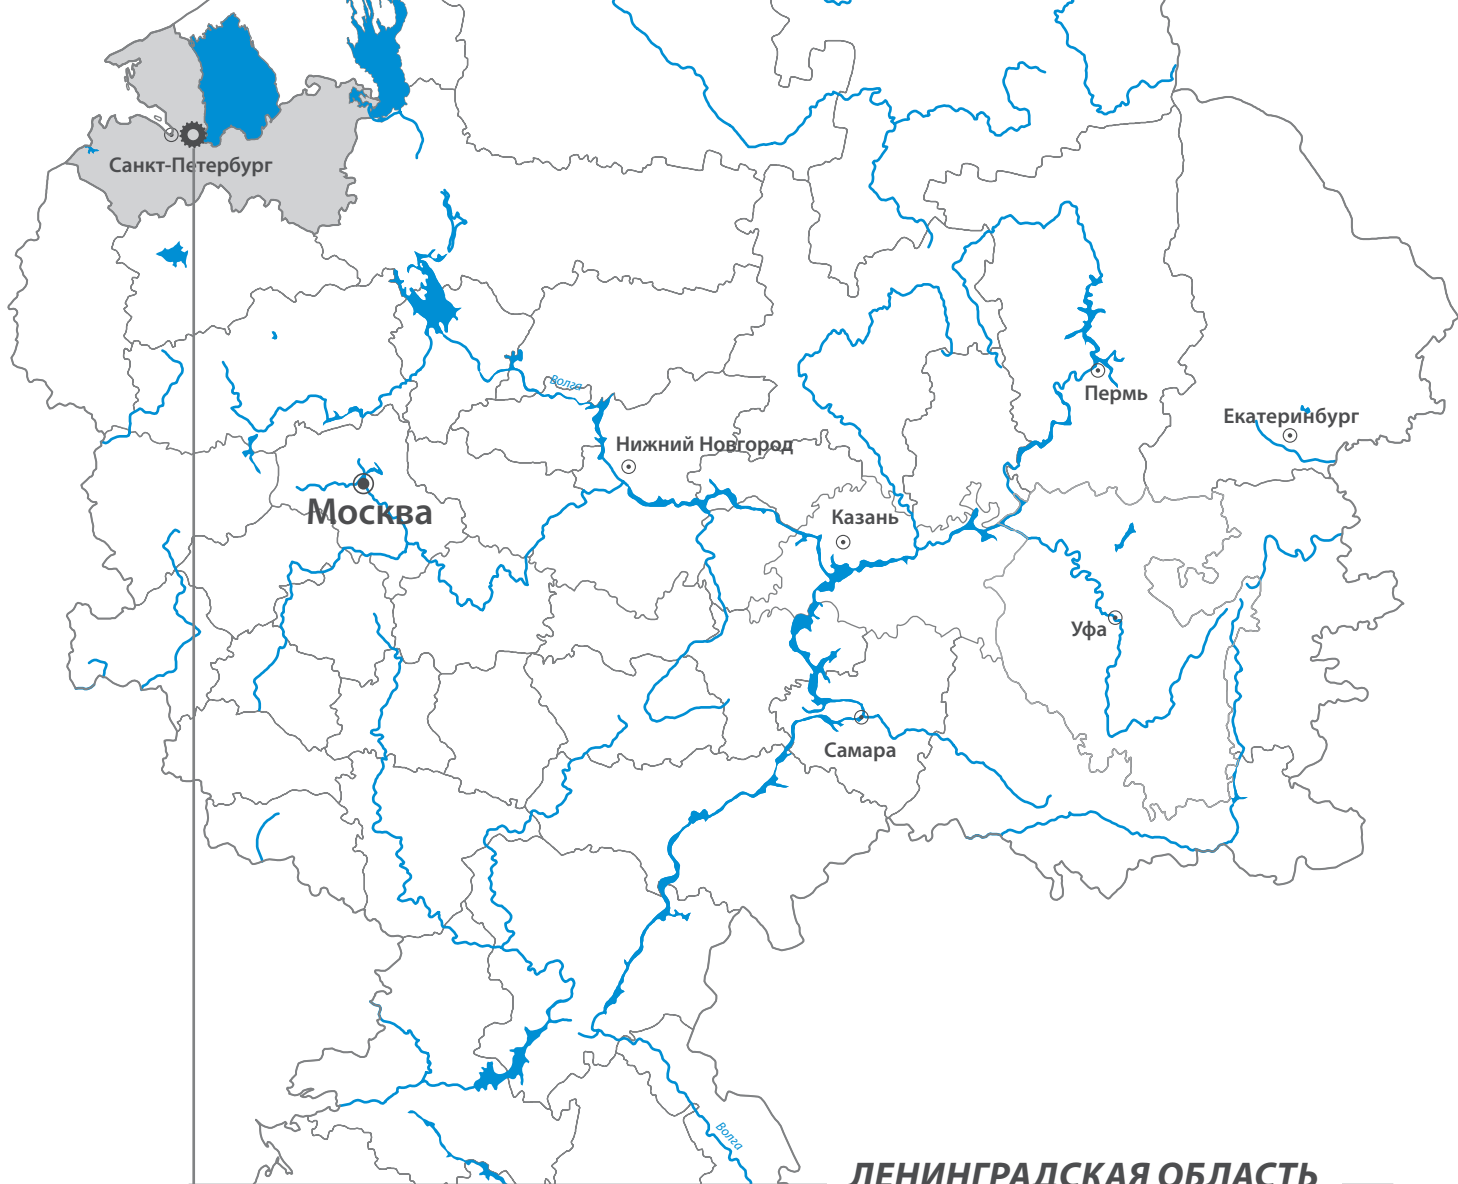 Санкт-Петербург
Волга
Пермь
Екатеринбург
Нижний Новгород
Москва
Казань
Уфа
Самара
Волга
ЛЕНИНГРАДСКАЯ ОБЛАСТЬ